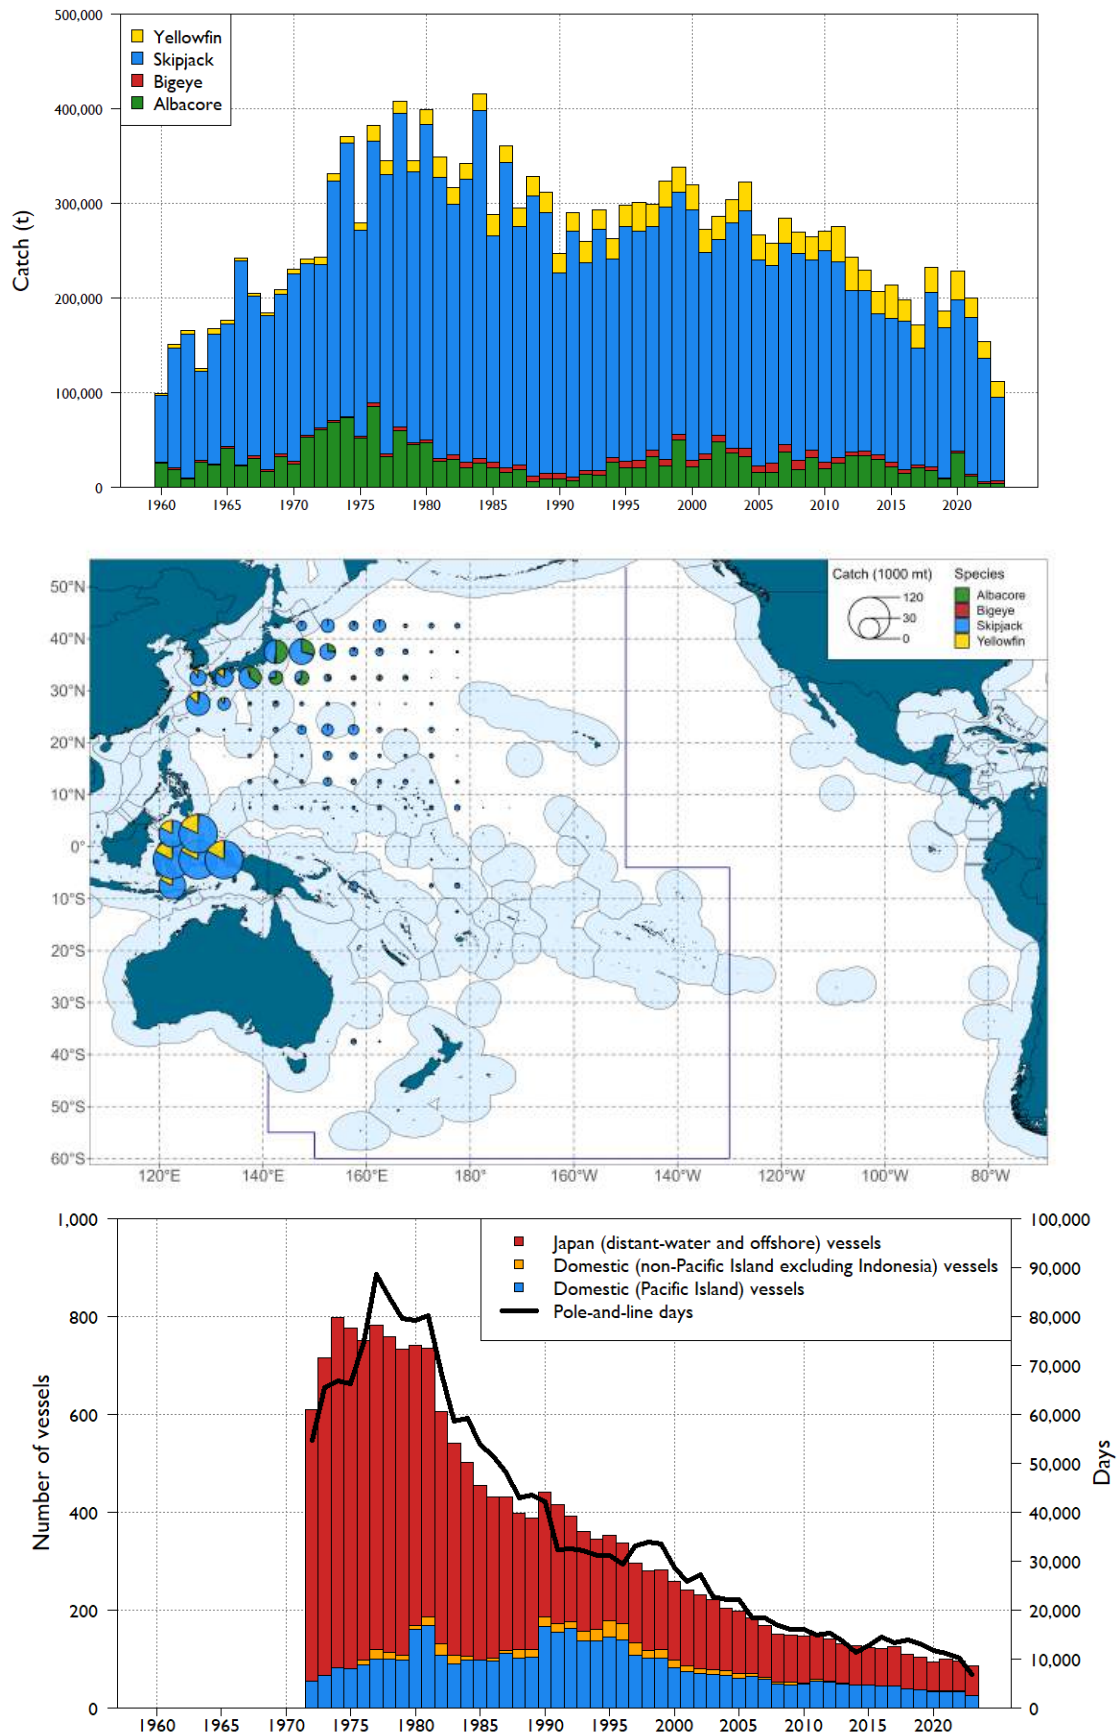 500,000
400,000
300,000
200,000
100,000
0
Catch (t)
Yellowfin
Skipjack
Bigeye
Albacore
1960 1965 1970 1975 1980 1985 1990 1995 2000 2005 2010 2015 2020
50°N
40°N
30°N
20°N
10°N
0°
10°S
20°S
30°S
40°S
50°S
60°S
Catch (1000 mt)
120
30
0
Species
Albacore
Bigeye
Skipjack
Yellowfin
120°E 140°E 160°E 180° 160°W 140°W 120°W 100°W 80°W
1,000
800
600
400
200
0
Number of vessels
Japan (distant-water and offshore) vessels
Domestic (non-Pacific Island excluding Indonesia) vessels
Domestic (Pacific Island) vessels
Pole-and-line days
100,000
90,000
80,000
70,000
60,000
50,000
40,000
30,000
20,000
10,000
0
Days
1960 1965 1970 1975 1980 1985 1990 1995 2000 2005 2010 2015 2020